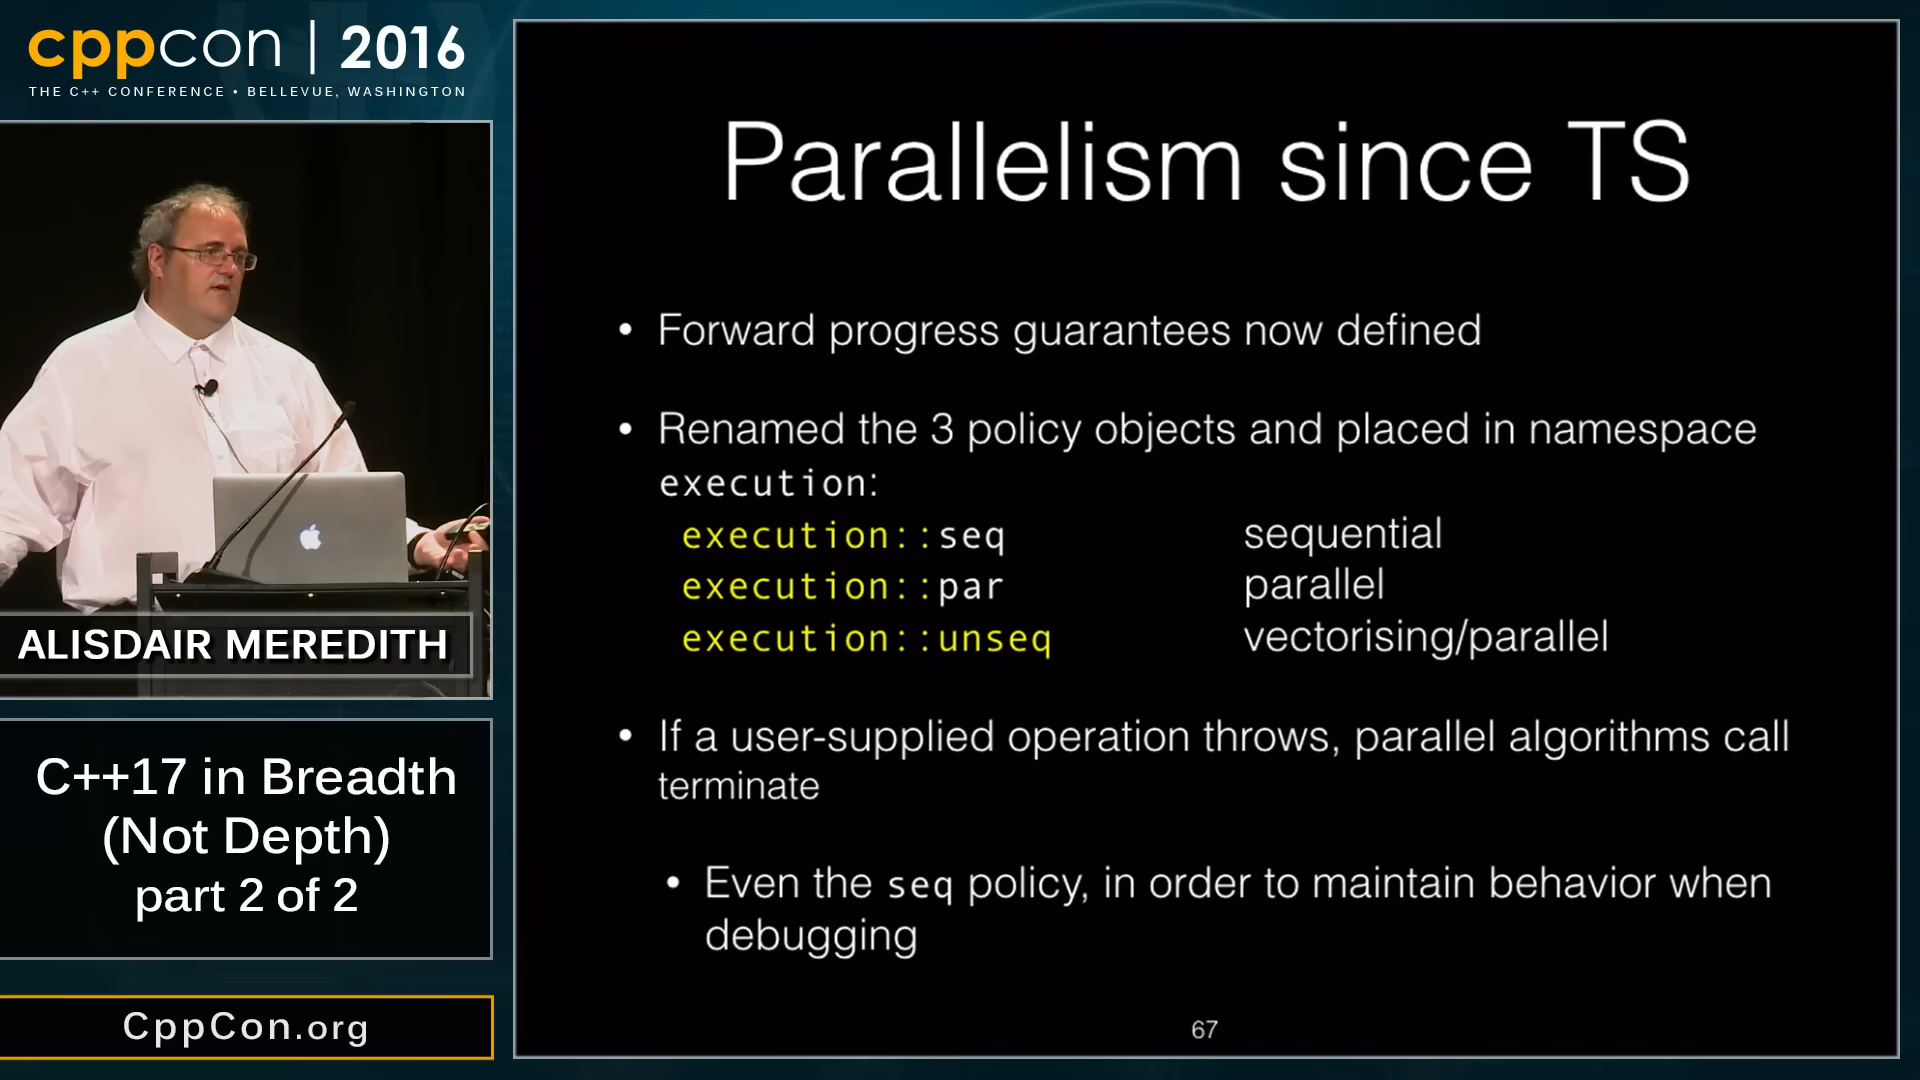 cppcon | 2016
THE C++ CONFERENCE • BELLEVUE, WASHINGTON
ALISDAIR MEREDITH
C++17 in Breadth
(Not Depth)
part 2 of 2
CppCon.org
Parallelism since TS
• Forward progress guarantees now defined
• Renamed the 3 policy objects and placed in namespace
execution:
execution::seq sequential
execution::par parallel
execution::unseq vectorising/parallel
• If a user-supplied operation throws, parallel algorithms call
terminate
• Even the seq policy, in order to maintain behavior when
debugging
67